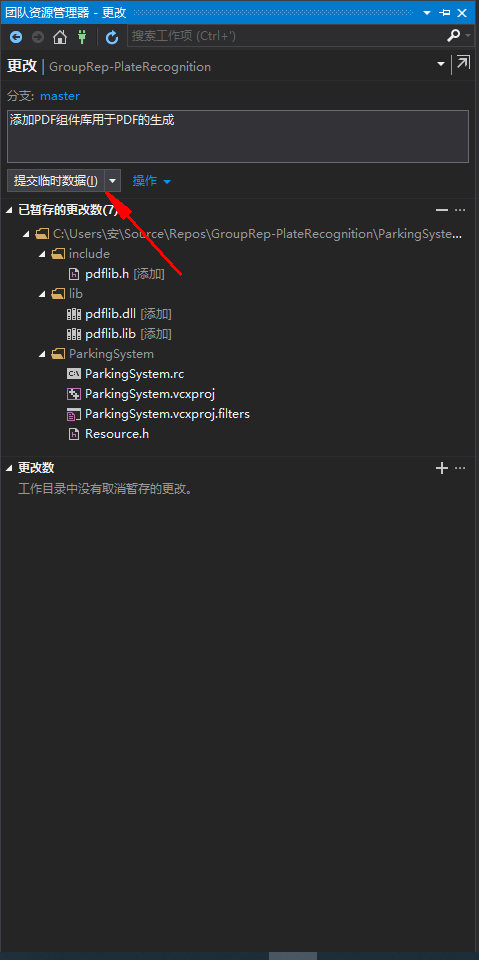 团队资源管理器 - 更改
搜索工作项 (Ctrl+')
更改 | GroupRep-PlateRecognition
分支: master
添加PDF组件库用于PDF的生成
提交临时数据(I) 操作
已暂存的更改数(7)
C:\Users\安\Source\Repos\GroupRep-PlateRecognition\ParkingSyste...
include
pdflib.h [添加]
lib
pdflib.dll [添加]
pdflib.lib [添加]
ParkingSystem
ParkingSystem.rc
ParkingSystem.vcxproj
ParkingSystem.vcxproj.filters
Resource.h
更改数
工作目录中没有取消暂存的更改。